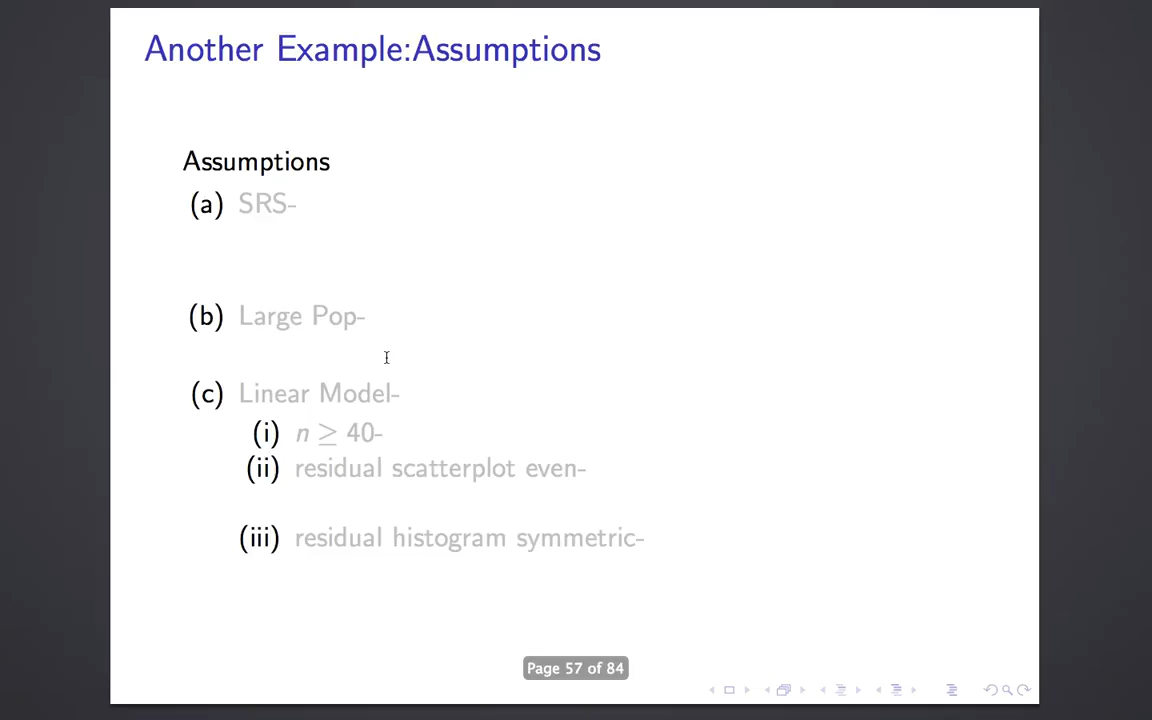 Another Example:Assumptions
Assumptions
(a) SRS-
(b) Large Pop-
(c) Linear Model-
(i) n ≥ 40-
(ii) residual scatterplot even-
(iii) residual histogram symmetric-
Page 57 of 84